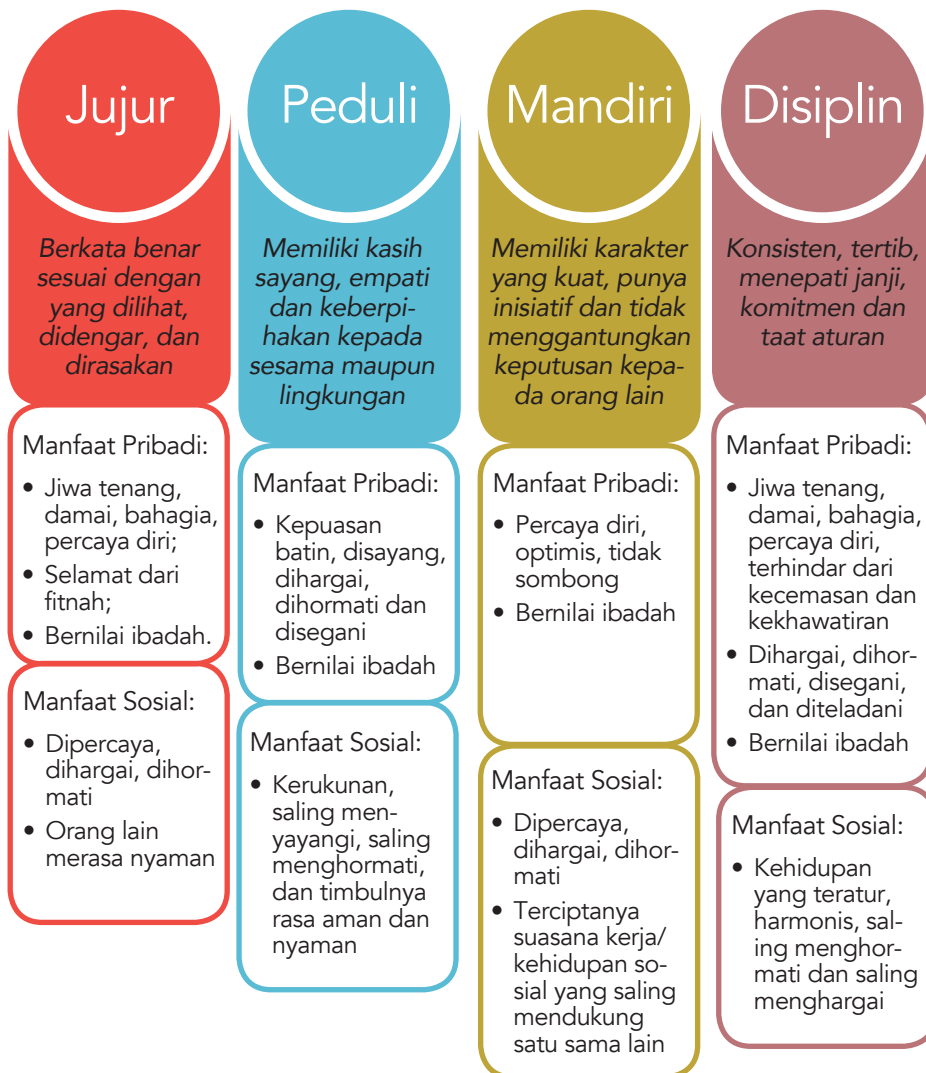 Jujur
Berkata benar
sesuai dengan
yang dilihat,
didengar, dan
dirasakan
Manfaat Pribadi:
• Jiwa tenang,
damai, bahagia,
percaya diri;
• Selamat dari
fitnah;
• Bernilai ibadah.
Manfaat Sosial:
• Dipercaya,
dihargai, dihor-
mati
• Orang lain
merasa nyaman
Peduli
Memiliki kasih
sayang, empati
dan keberpi-
hakan kepada
sesama maupun
lingkungan
Manfaat Pribadi:
• Kepuasan
batin, disayang,
dihargai,
dihormati dan
disegani
• Bernilai ibadah
Manfaat Sosial:
• Kerukunan,
saling men-
yayangi, saling
menghormati,
dan timbulnya
rasa aman dan
nyaman
Mandiri
Memiliki karakter
yang kuat, punya
inisiatif dan tidak
menggantungkan
keputusan kepa-
da orang lain
Manfaat Pribadi:
• Percaya diri,
optimis, tidak
sombong
• Bernilai ibadah
Manfaat Sosial:
• Dipercaya,
dihargai, dihor-
mati
• Terciptanya
suasana kerja/
kehidupan so-
sial yang saling
mendukung
satu sama lain
Disiplin
Konsisten, tertib,
menepati janji,
komitmen dan
taat aturan
Manfaat Pribadi:
• Jiwa tenang,
damai, bahagia,
percaya diri,
terhindar dari
kecemasan dan
kekhawatiran
• Dihargai, dihor-
mati, disegani,
dan diteladani
• Bernilai ibadah
Manfaat Sosial:
• Kehidupan
yang teratur,
harmonis, sal-
ing menghor-
mati dan saling
menghargai